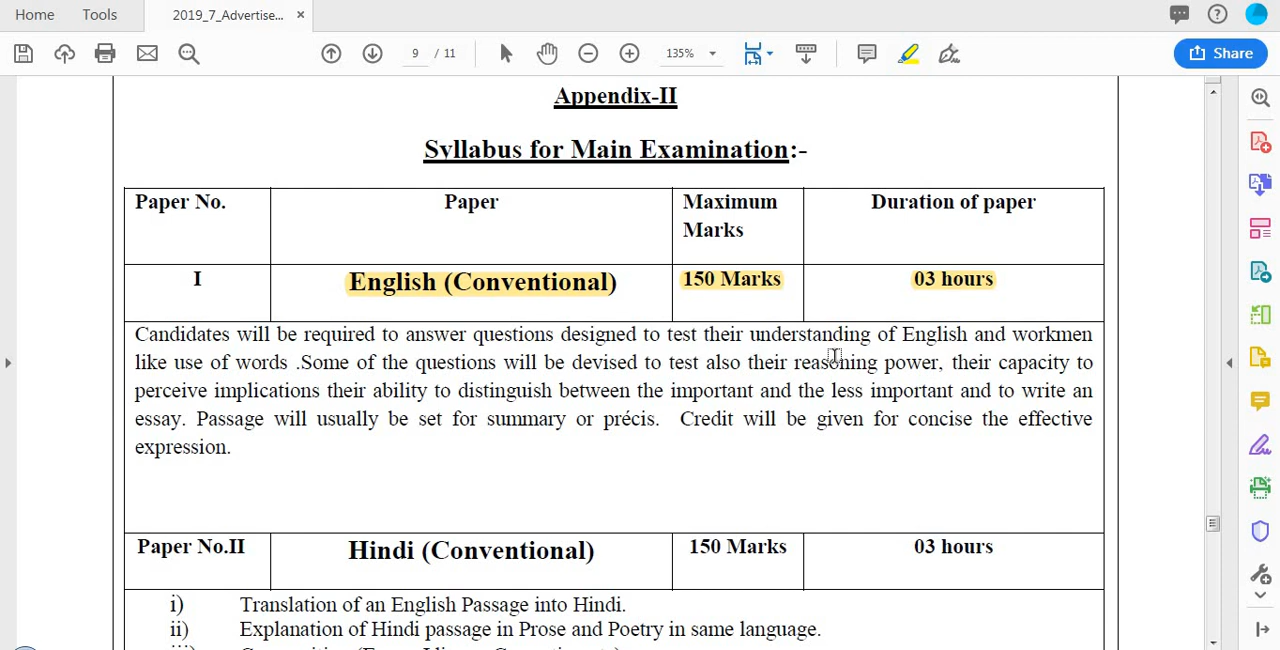 Home Tools 2019_7_Advertise... ×
9 / 11 135% Share
Appendix-II
Syllabus for Main Examination:-
Paper No. Paper Maximum Marks Duration of paper
I English (Conventional) 150 Marks 03 hours
Candidates will be required to answer questions designed to test their understanding of English and workmen
like use of words .Some of the questions will be devised to test also their reasoning power, their capacity to
perceive implications their ability to distinguish between the important and the less important and to write an
essay. Passage will usually be set for summary or précis. Credit will be given for concise the effective
expression.
Paper No.II Hindi (Conventional) 150 Marks 03 hours
i) Translation of an English Passage into Hindi.
ii) Explanation of Hindi passage in Prose and Poetry in same language.